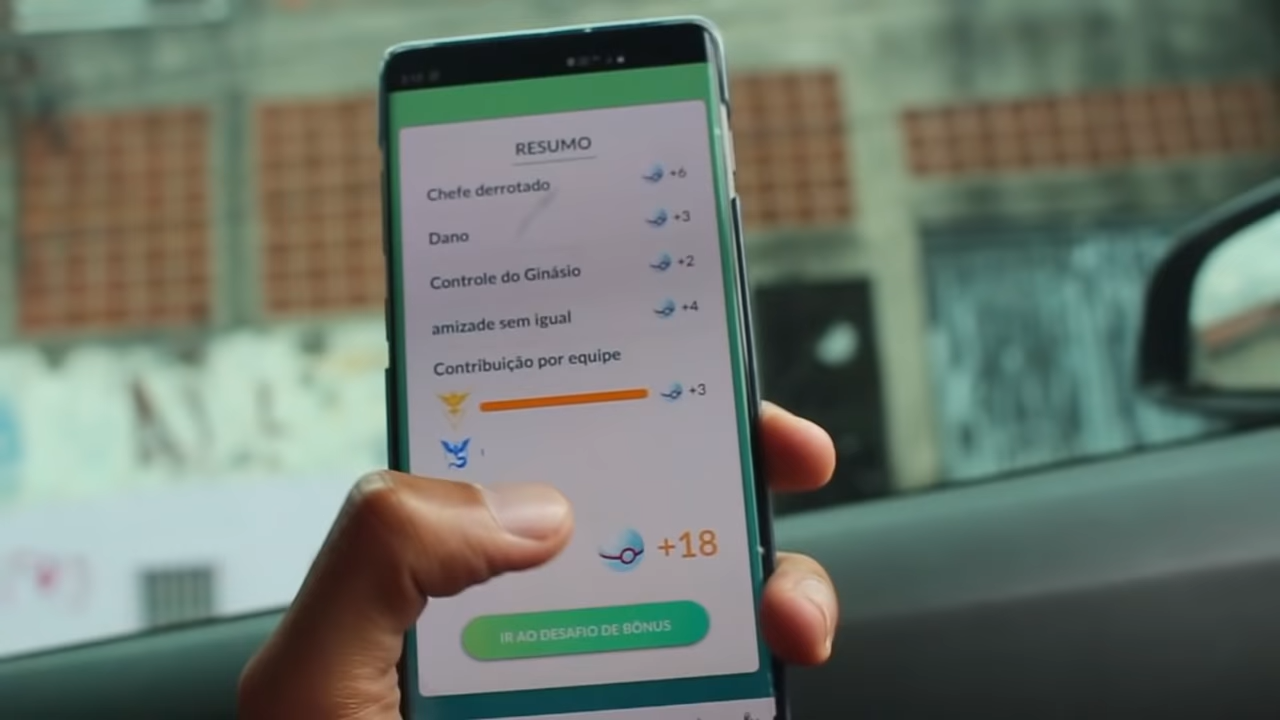 RESUMO
Chefe derrotado +6
Dano +3
Controle do Ginásio +2
amizade sem igual +4
Contribuição por equipe
+3
+18
IR AO DESAFIO DE BÔNUS